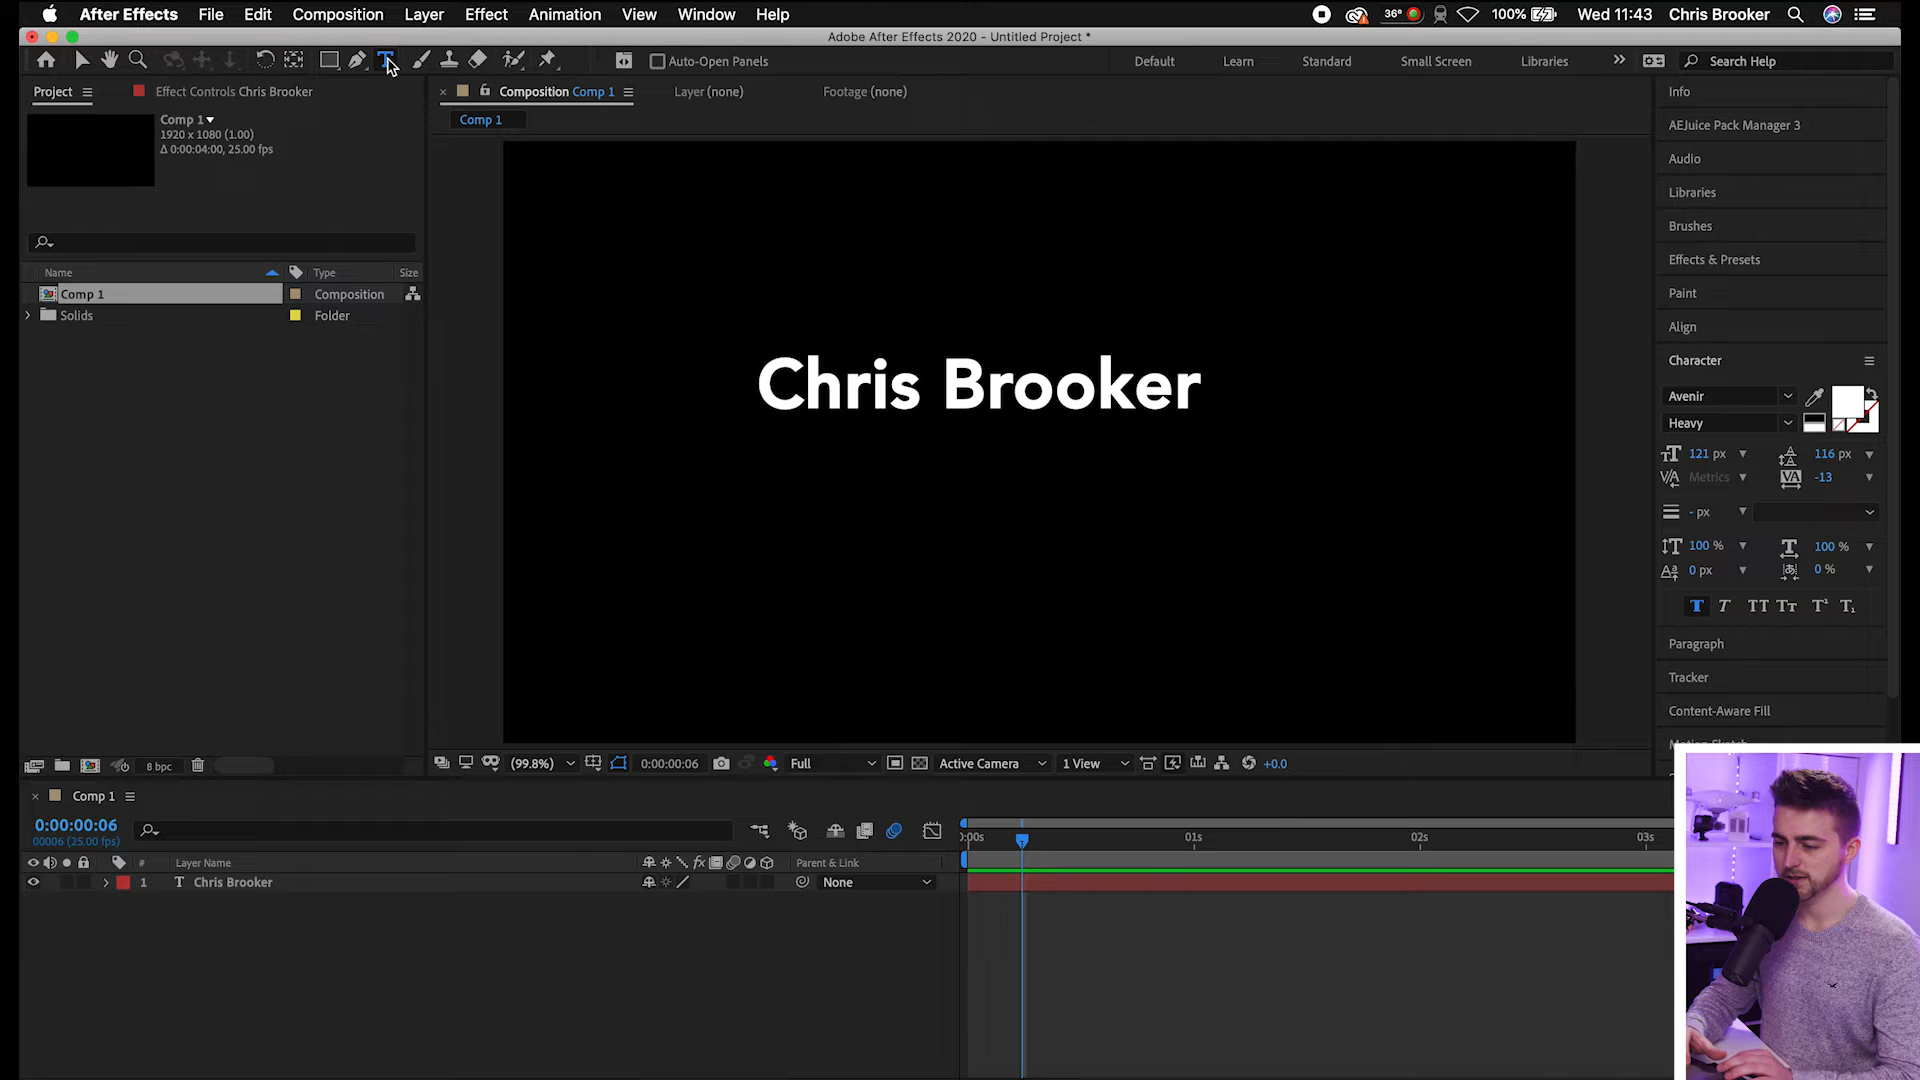 After Effects File Edit Composition Layer Effect Animation View Window Help 36° 100% Wed 11:43 Chris Brooker
Adobe After Effects 2020 - Untitled Project *
Auto-Open Panels Default Learn Standard Small Screen Libraries Search Help
Project Effect Controls Chris Brooker Composition Comp 1 Layer (none) Footage (none) Info
Comp 1
1920 x 1080 (1.00)
Δ 0:00:04:00, 25.00 fps
Comp 1
AEJuice Pack Manager 3
Audio
Libraries
Brushes
Effects & Presets
Paint
Align
Name Type Size
Comp 1 Composition
Solids Folder
Chris Brooker
Character
Avenir
Heavy
121 px 116 px
Metrics -13
- px
100 % 100 %
0 px 0 %
T T TT Tт T¹ T₁
Paragraph
Tracker
Content-Aware Fill
8 bpc (99.8%) 0:00:00:06 Full Active Camera 1 View +0.0
Comp 1
0:00:00:06
00006 (25.00 fps)
0:00s 01s 02s 03s
# Layer Name fx Parent & Link
1 T Chris Brooker None